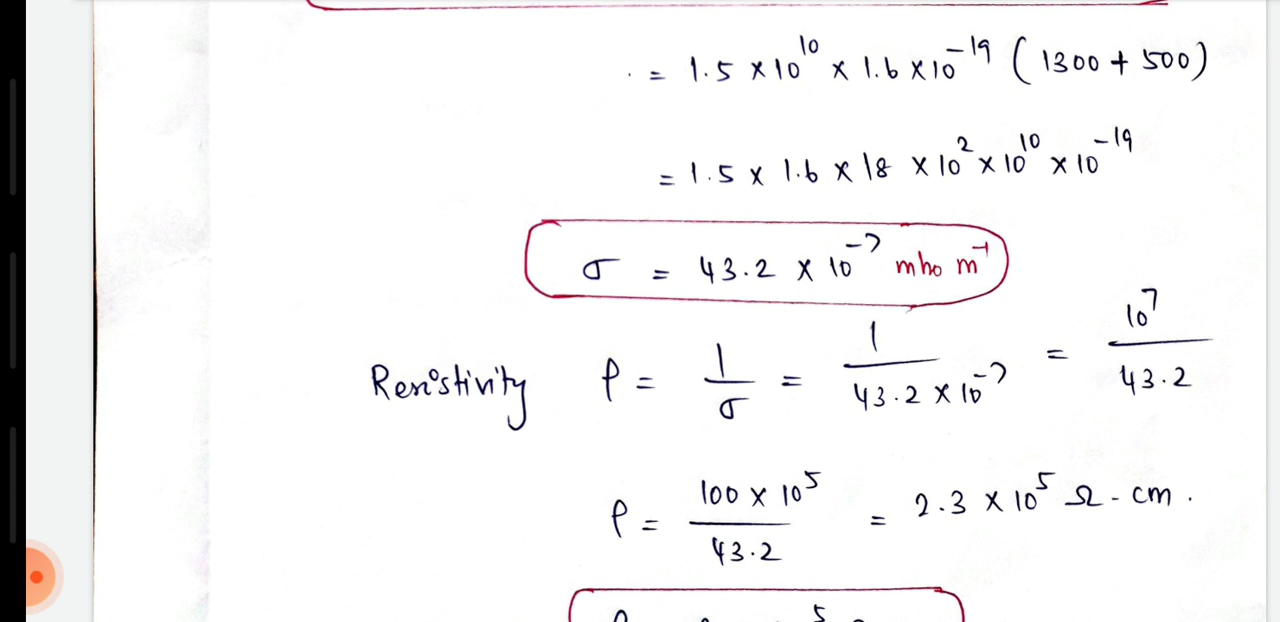 . = 1.5 × 10^10 × 1.6 × 10^-19 ( 1300 + 500 )
= 1.5 × 1.6 × 18 × 10^2 × 10^10 × 10^-19
σ = 43.2 × 10^-7 mho m^-1
Resistivity ρ = 1/σ = 1/(43.2 × 10^-7) = 10^7/43.2
ρ = (100 × 10^5)/43.2 = 2.3 × 10^5 Ω - cm .